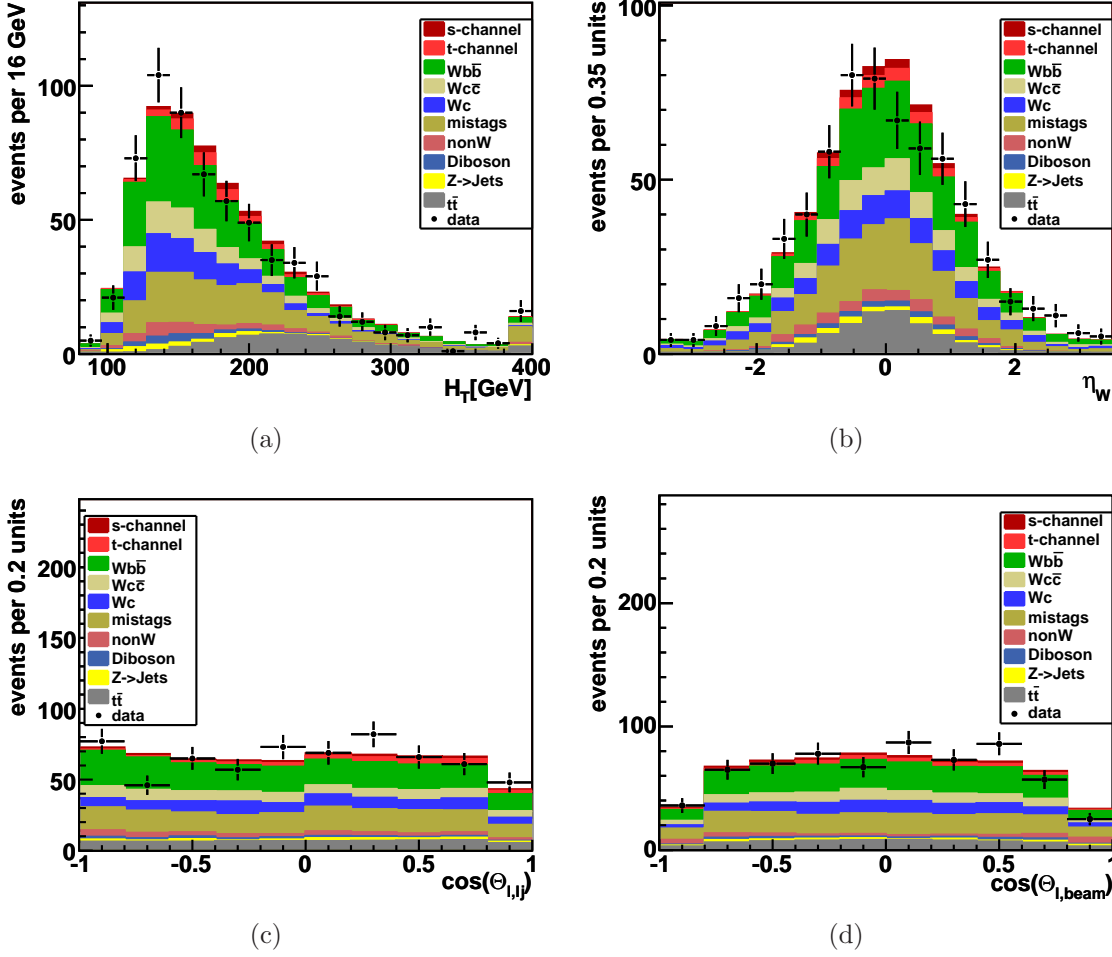 events per 16 GeV
100
50
0
100
200
300
400
H_T[GeV]
s-channel
t-channel
Wbb̄
Wcc̄
Wc
mistags
nonW
Diboson
Z->Jets
tt̄
data
(a)
events per 0.35 units
100
50
0
-2
0
2
η_W
s-channel
t-channel
Wbb̄
Wcc̄
Wc
mistags
nonW
Diboson
Z->Jets
tt̄
data
(b)
events per 0.2 units
200
150
100
50
0
-1
-0.5
0
0.5
1
cos(Θ_l,lj)
s-channel
t-channel
Wbb̄
Wcc̄
Wc
mistags
nonW
Diboson
Z->Jets
tt̄
data
(c)
events per 0.2 units
200
100
0
-1
-0.5
0
0.5
1
cos(Θ_l,beam)
s-channel
t-channel
Wbb̄
Wcc̄
Wc
mistags
nonW
Diboson
Z->Jets
tt̄
data
(d)